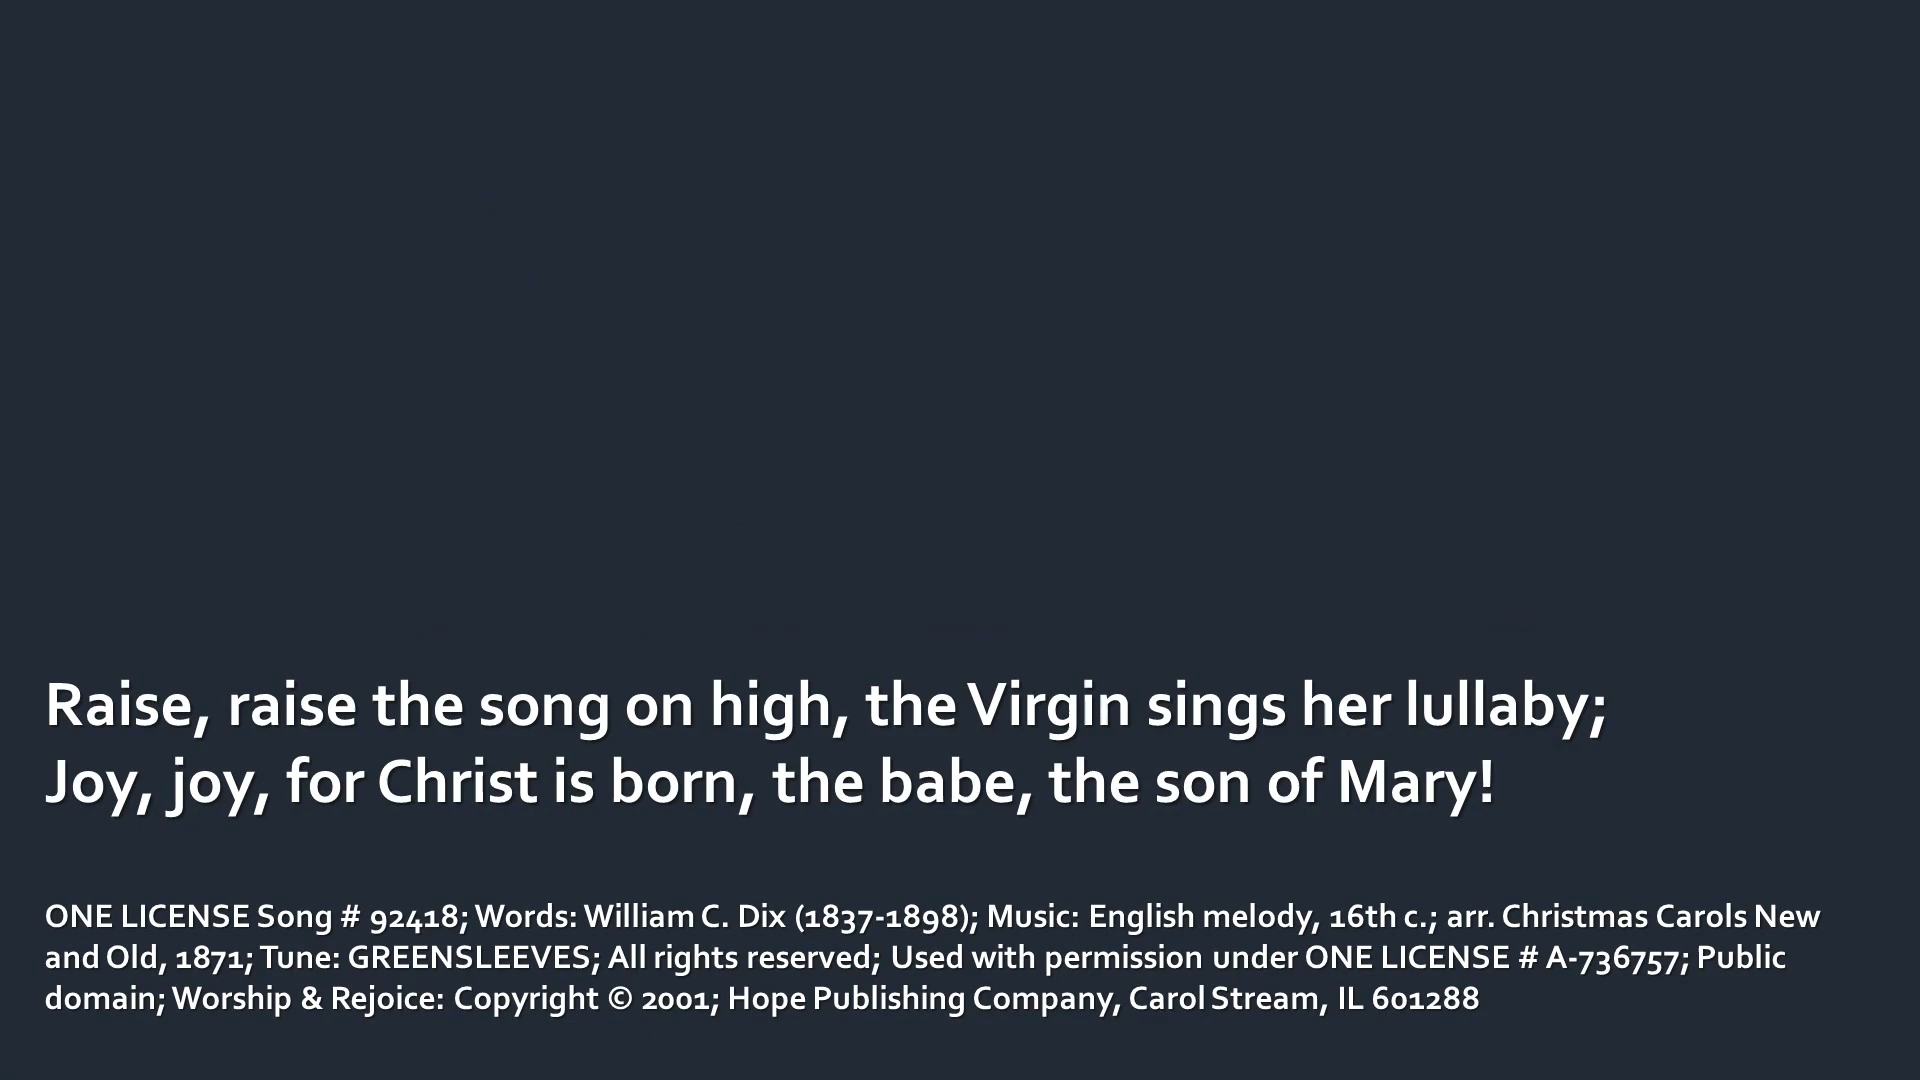 Raise, raise the song on high, the Virgin sings her lullaby;
Joy, joy, for Christ is born, the babe, the son of Mary!
ONE LICENSE Song # 92418; Words: William C. Dix (1837-1898); Music: English melody, 16th c.; arr. Christmas Carols New
and Old, 1871; Tune: GREENSLEEVES; All rights reserved; Used with permission under ONE LICENSE # A-736757; Public
domain; Worship & Rejoice: Copyright © 2001; Hope Publishing Company, Carol Stream, IL 601288